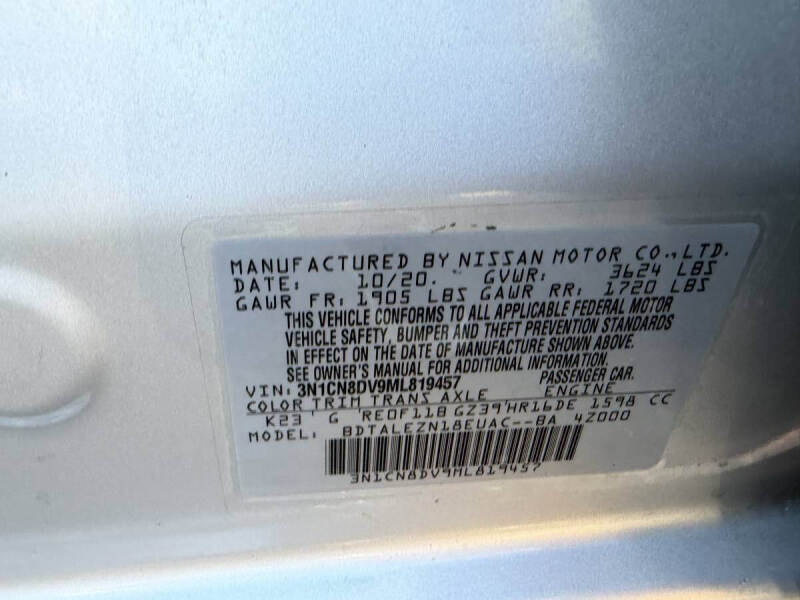 MANUFACTURED BY NISSAN MOTOR CO.,LTD.
DATE: 10/20. GVWR: 3624 LBS
GAWR FR: 1905 LBS GAWR RR: 1720 LBS
THIS VEHICLE CONFORMS TO ALL APPLICABLE FEDERAL MOTOR
VEHICLE SAFETY, BUMPER AND THEFT PREVENTION STANDARDS
IN EFFECT ON THE DATE OF MANUFACTURE SHOWN ABOVE.
SEE OWNER'S MANUAL FOR ADDITIONAL INFORMATION.
VIN: 3N1CN8DV9ML819457 PASSENGER CAR.
COLOR TRIM TRANS AXLE ENGINE
K23 G 'RE0F11B GZ39'HR16DE 1598 CC
MODEL: BDTALEZN18EUAC--BA 4Z000
3N1CN8DV9ML819457